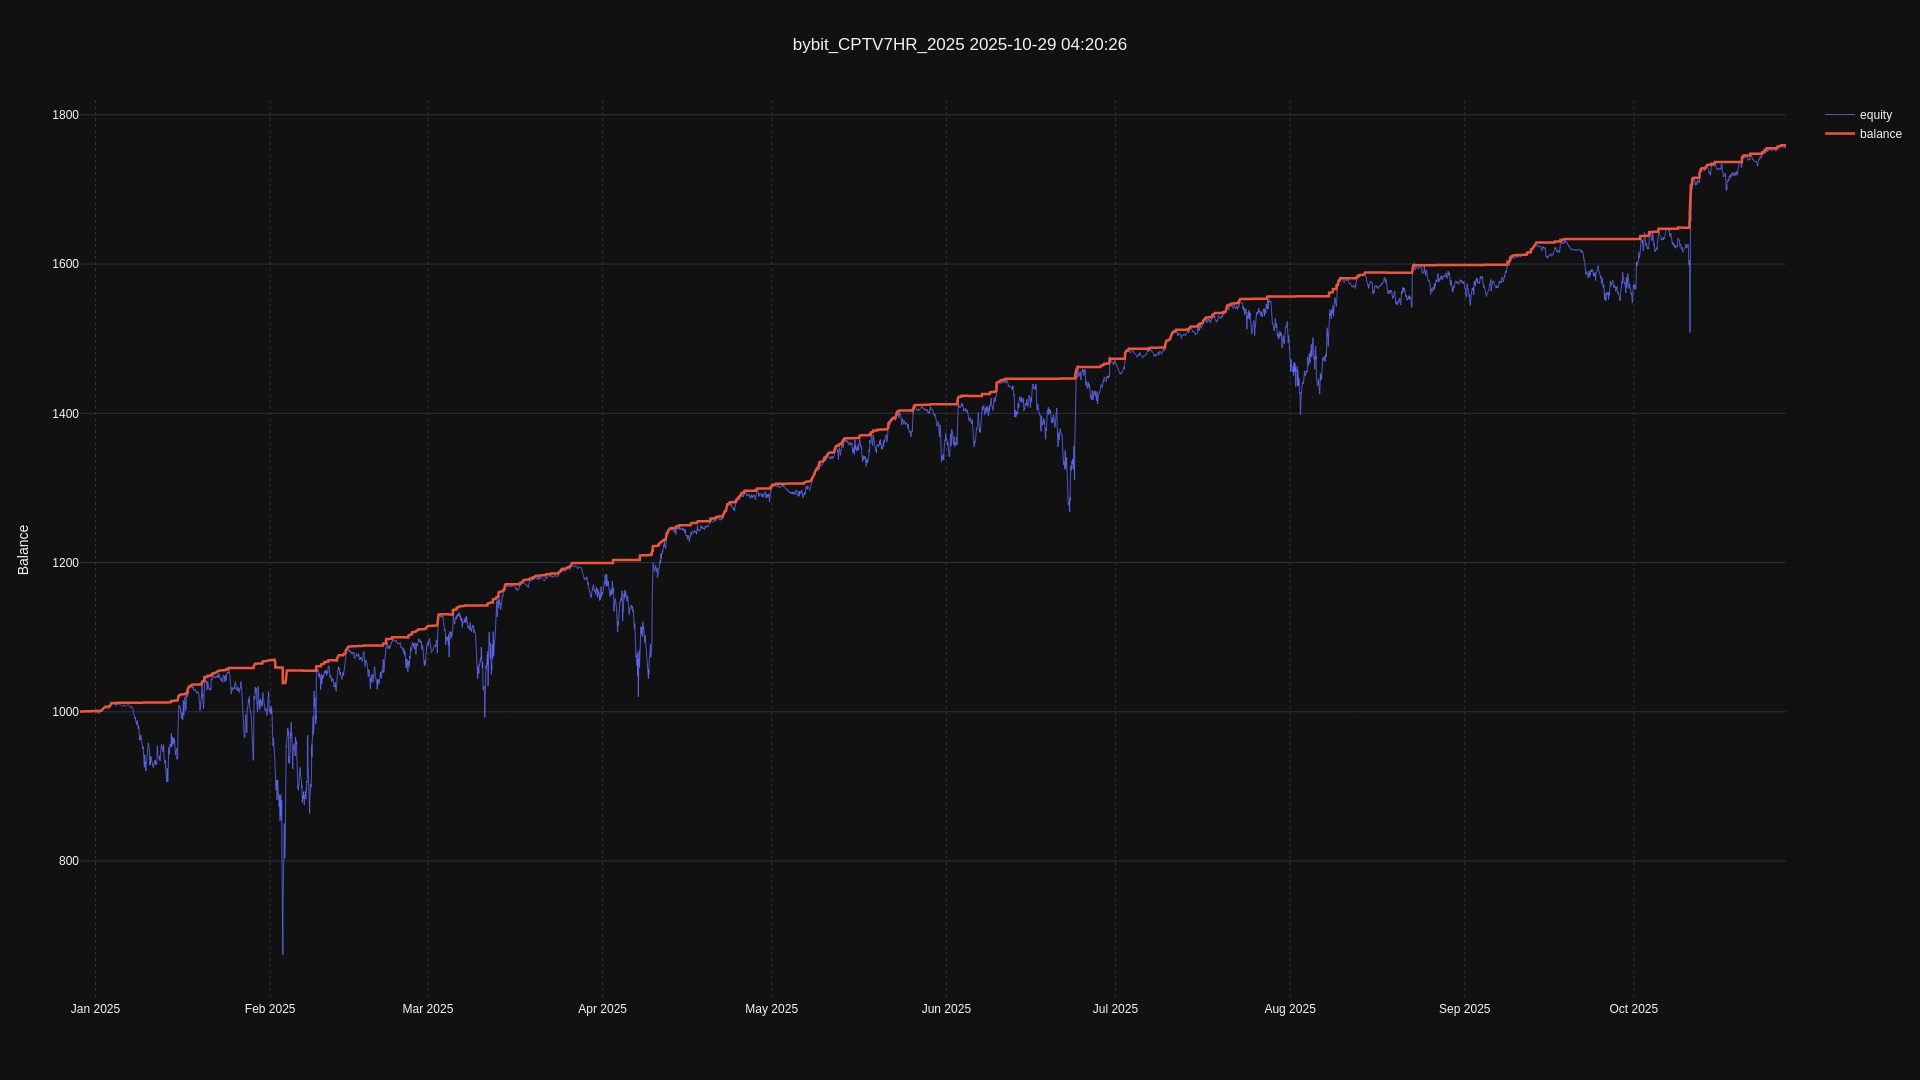 bybit_CPTV7HR_2025 2025-10-29 04:20:26
equity
balance
Balance
1800
1600
1400
1200
1000
800
Jan 2025
Feb 2025
Mar 2025
Apr 2025
May 2025
Jun 2025
Jul 2025
Aug 2025
Sep 2025
Oct 2025